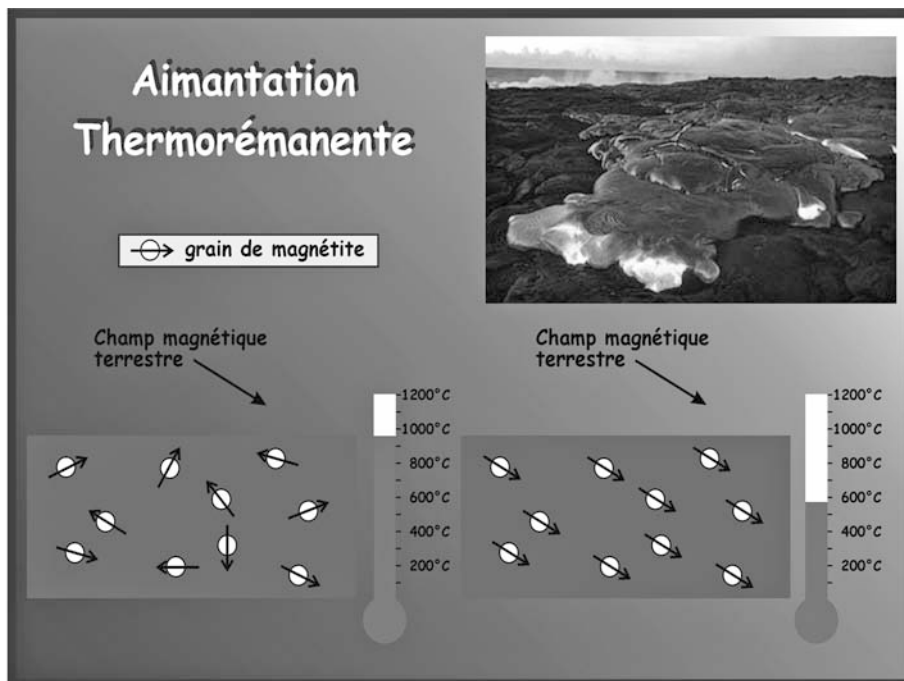 Aimantation
Thermorémanente
grain de magnétite
Champ magnétique
terrestre
1200°C
1000°C
800°C
600°C
400°C
200°C
Champ magnétique
terrestre
1200°C
1000°C
800°C
600°C
400°C
200°C